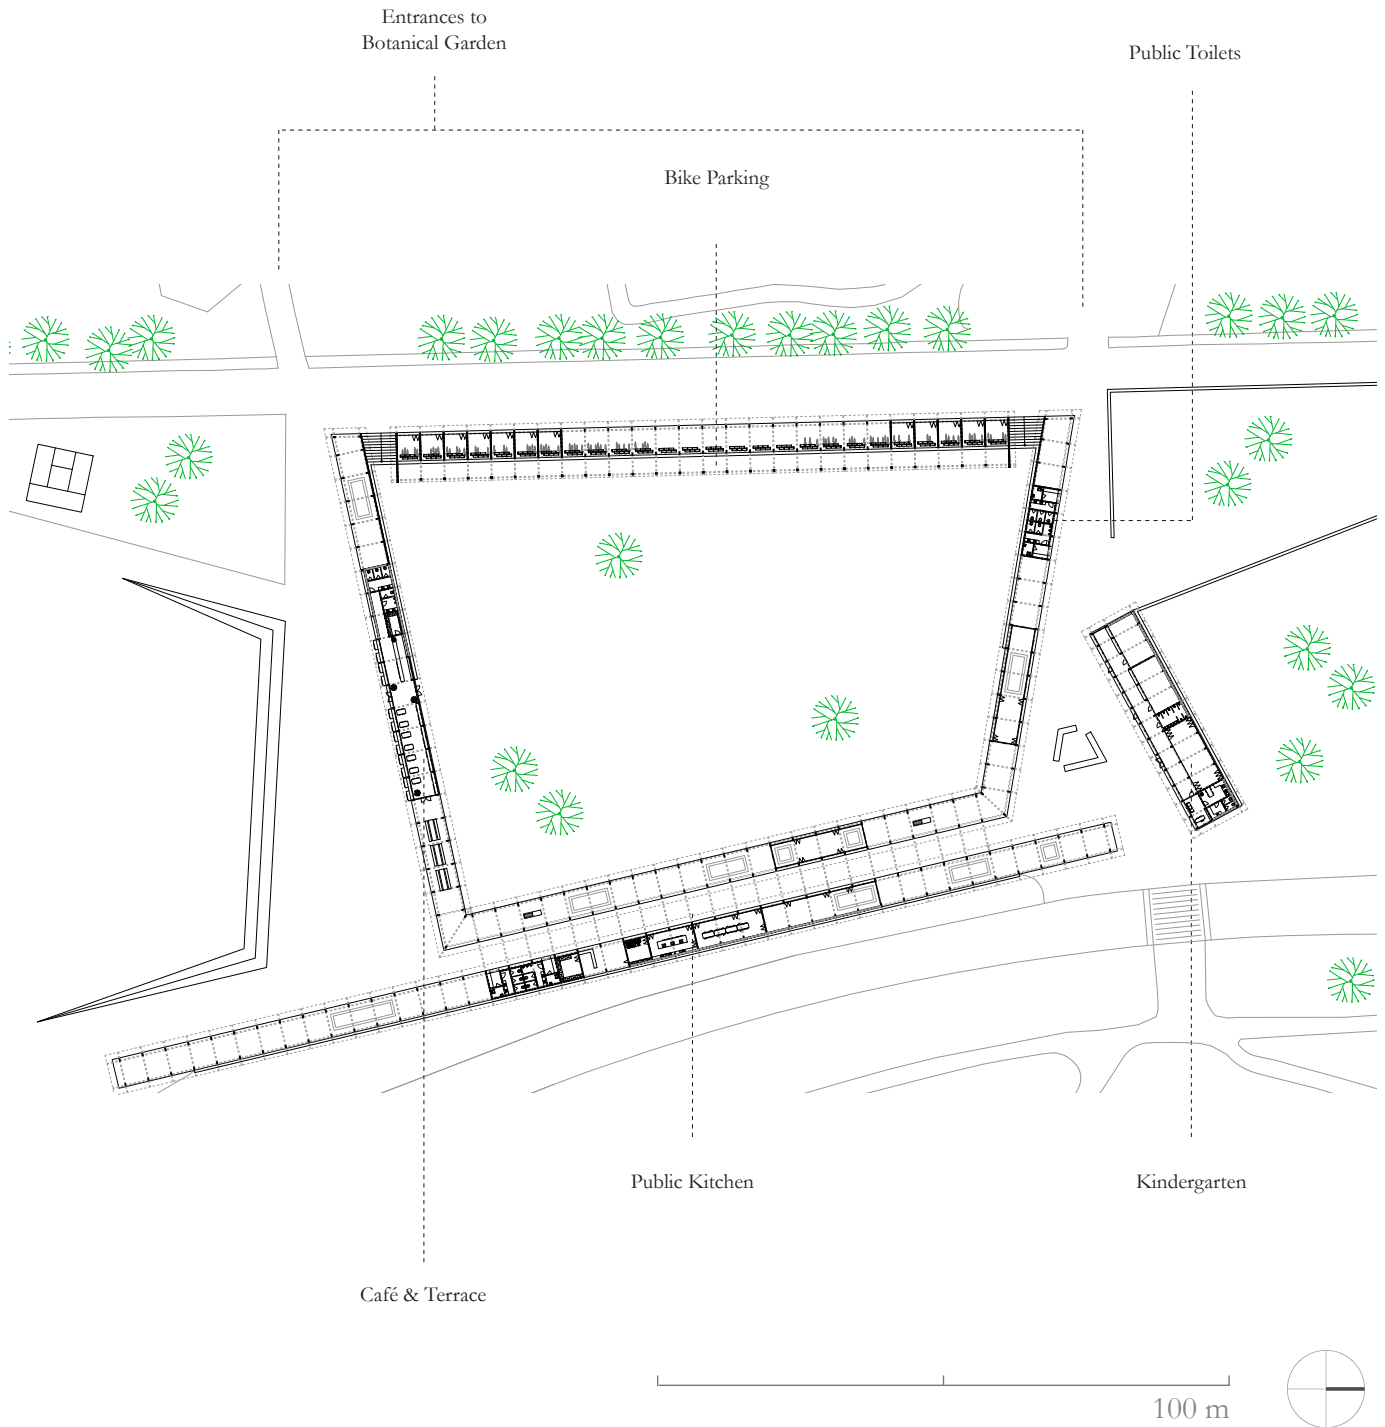 Entrances to
Botanical Garden
Public Toilets
Bike Parking
Public Kitchen
Kindergarten
Café & Terrace
100 m